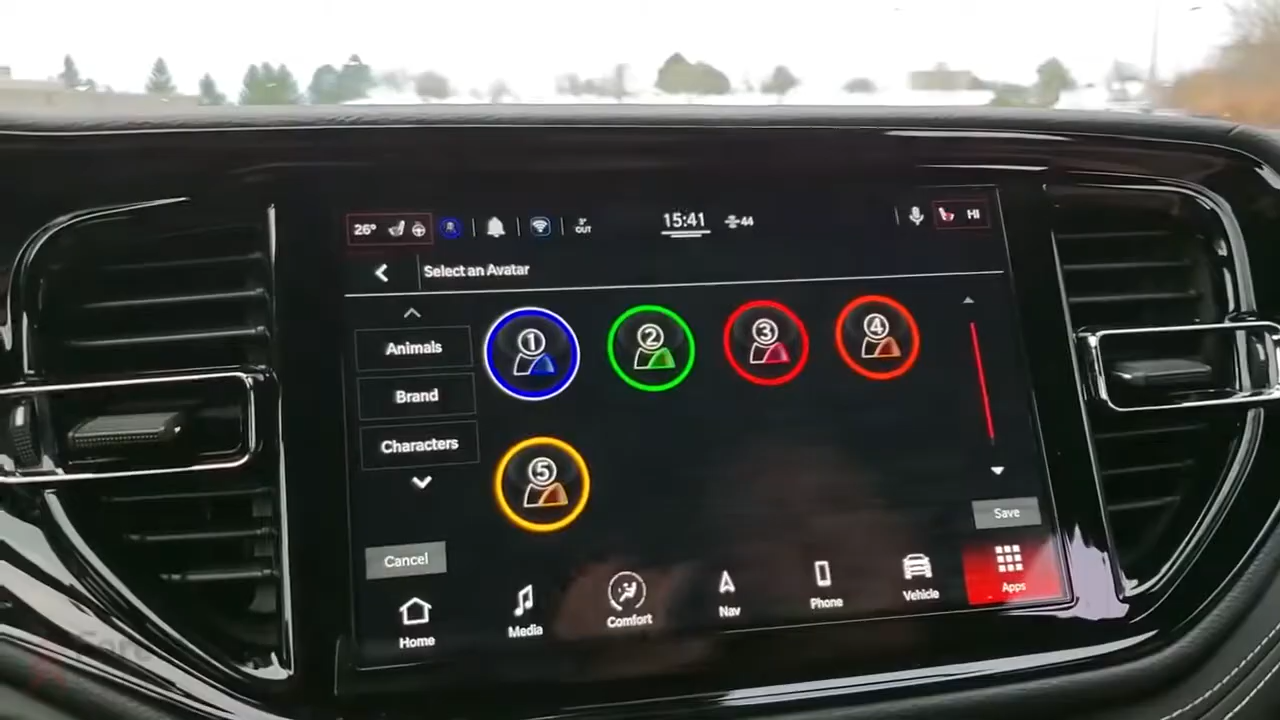 26°
3°
OUT
15:41
44
HI
Select an Avatar
Animals
Brand
Characters
1
2
3
4
5
Save
Cancel
Home
Media
Comfort
Nav
Phone
Vehicle
Apps